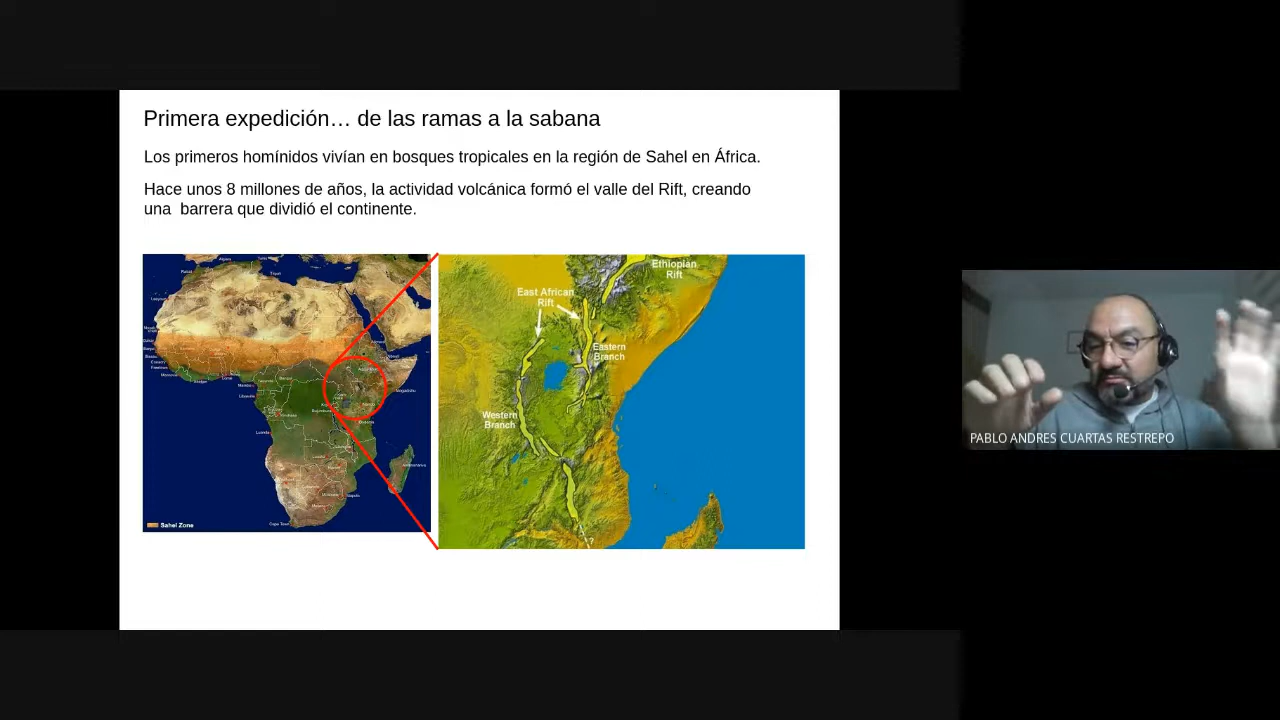 Primera expedición… de las ramas a la sabana
Los primeros homínidos vivían en bosques tropicales en la región de Sahel en África.
Hace unos 8 millones de años, la actividad volcánica formó el valle del Rift, creando
una  barrera que dividió el continente.
Sahel Zone
Ethiopian
Rift
East African
Rift
Eastern
Branch
Western
Branch
?
PABLO ANDRES CUARTAS RESTREPO